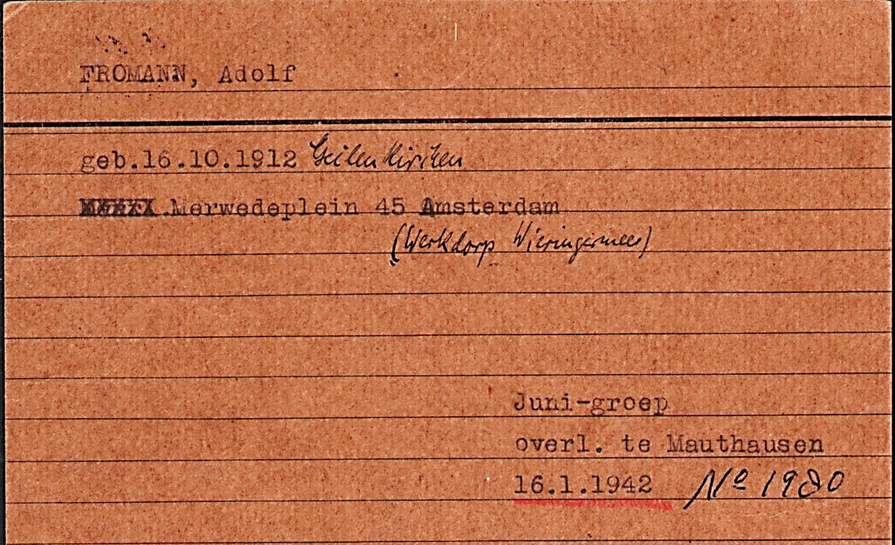 FROMANN, Adolf
geb.16.10.1912 Geilenkirchen
.Merwedeplein 45 Amsterdam
(Werkdorp Wieringermeer)
Juni-groep
overl. te Mauthausen
16.1.1942 No 1980